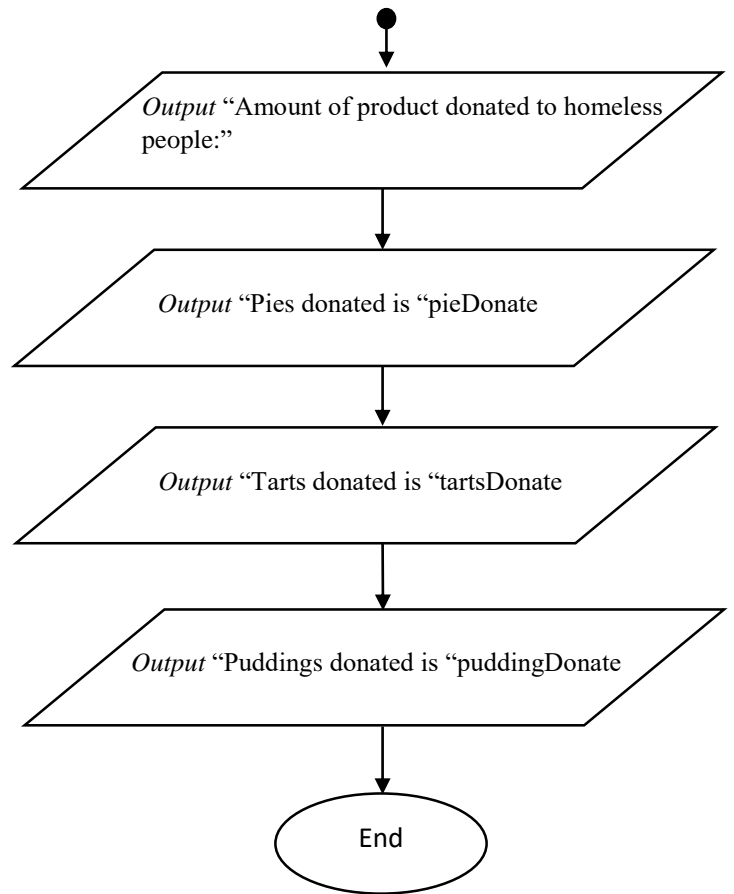 Output “Amount of product donated to homeless
people:”
Output “Pies donated is “pieDonate
Output “Tarts donated is “tartsDonate
Output “Puddings donated is “puddingDonate
End